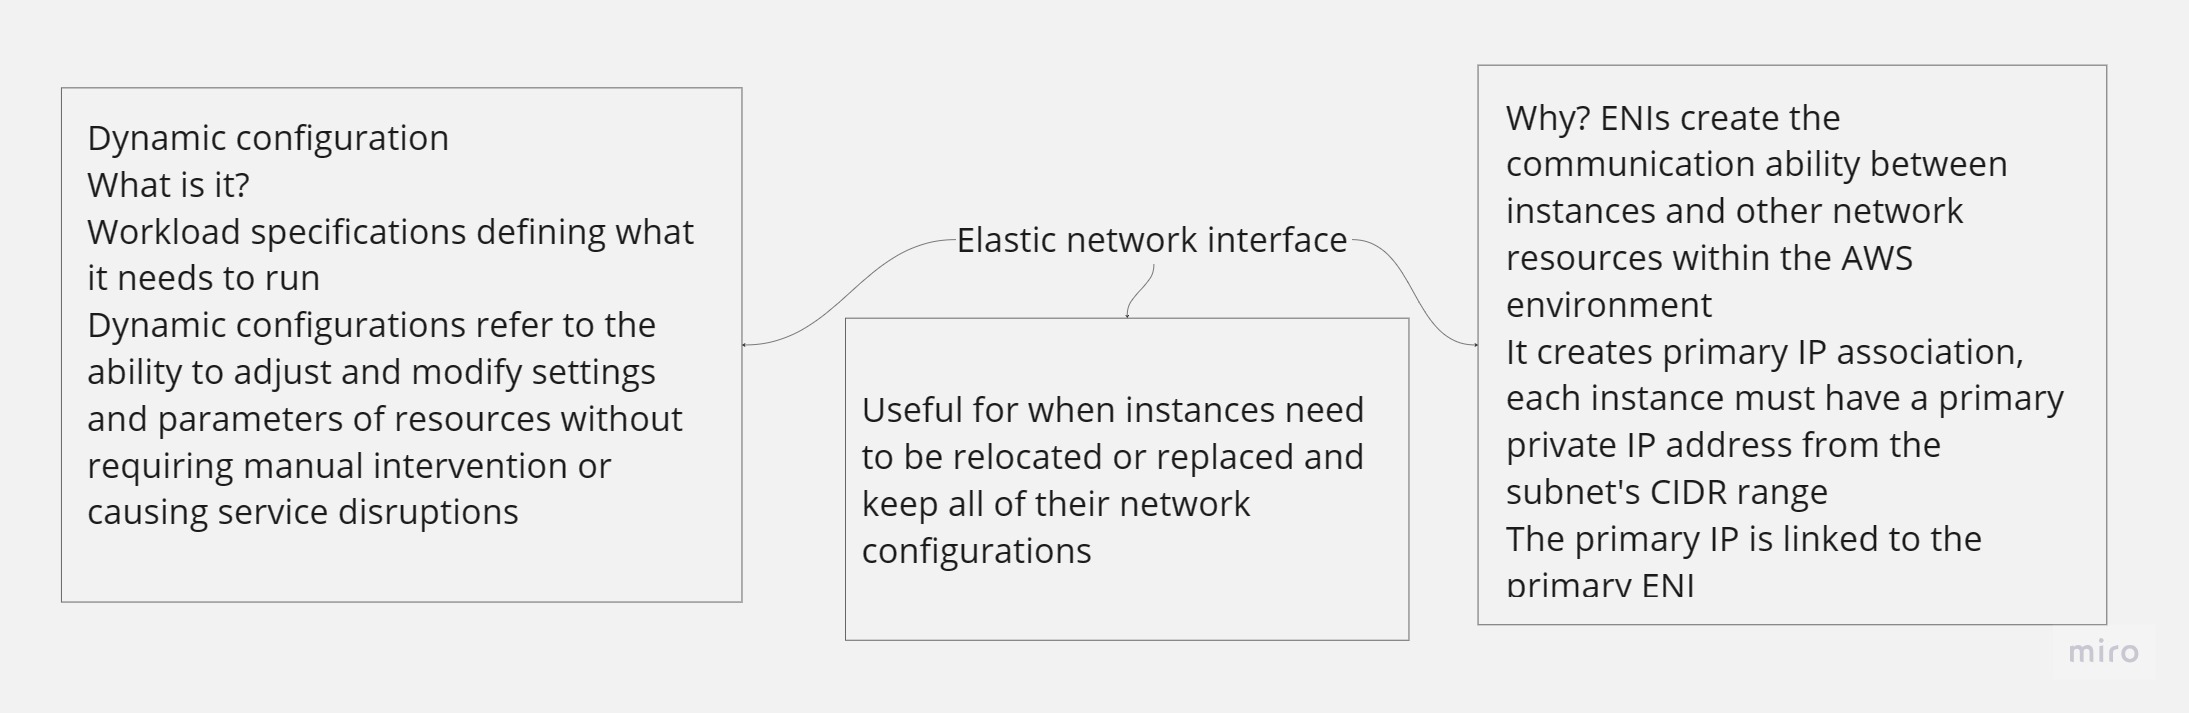 Dynamic configuration
What is it?
Workload specifications defining what
it needs to run
Dynamic configurations refer to the
ability to adjust and modify settings
and parameters of resources without
requiring manual intervention or
causing service disruptions
Elastic network interface
Useful for when instances need
to be relocated or replaced and
keep all of their network
configurations
Why? ENIs create the
communication ability between
instances and other network
resources within the AWS
environment
It creates primary IP association,
each instance must have a primary
private IP address from the
subnet's CIDR range
The primary IP is linked to the
primary ENI
miro